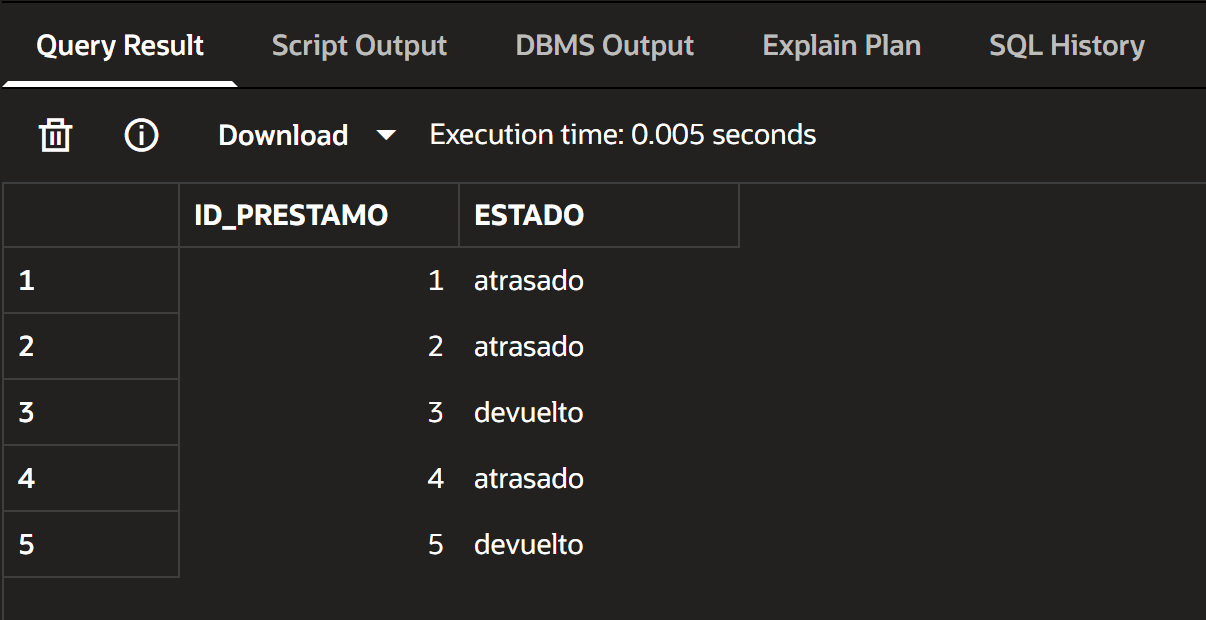 Query Result Script Output DBMS Output Explain Plan SQL History
Download Execution time: 0.005 seconds
ID_PRESTAMO ESTADO
1 1 atrasado
2 2 atrasado
3 3 devuelto
4 4 atrasado
5 5 devuelto